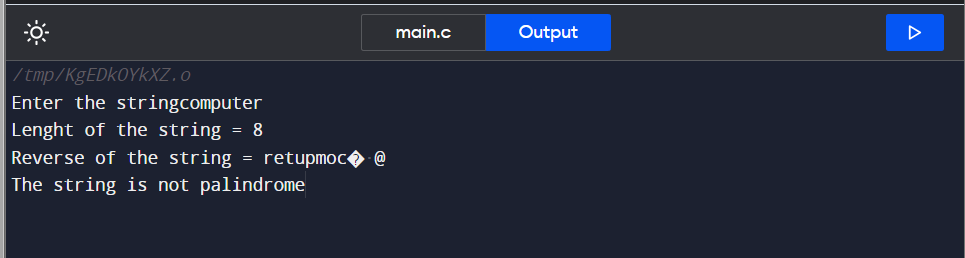 main.c
Output
/tmp/KgEDkOYkXZ.o
Enter the stringcomputer
Lenght of the string = 8
Reverse of the string = retupmoc� @
The string is not palindrome